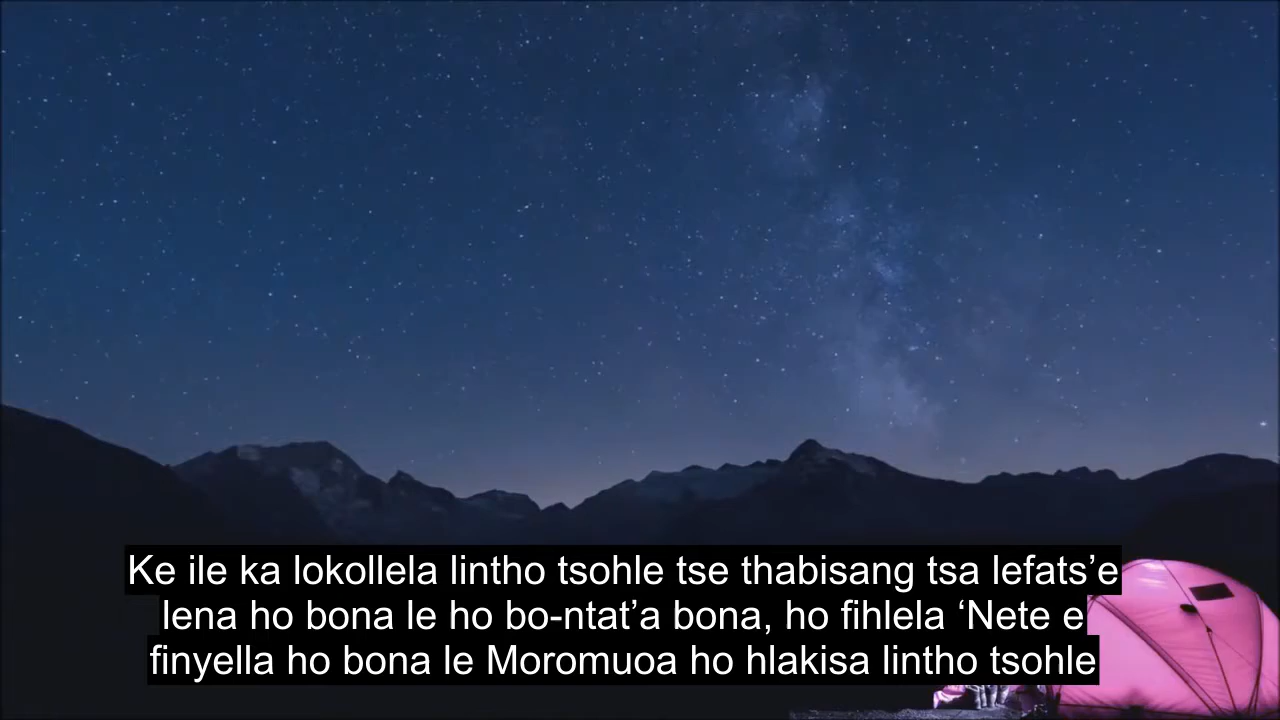 Ke ile ka lokollela lintho tsohle tse thabisang tsa lefats’e
lena ho bona le ho bo-ntat’a bona, ho fihlela ‘Nete e
finyella ho bona le Moromuoa ho hlakisa lintho tsohle